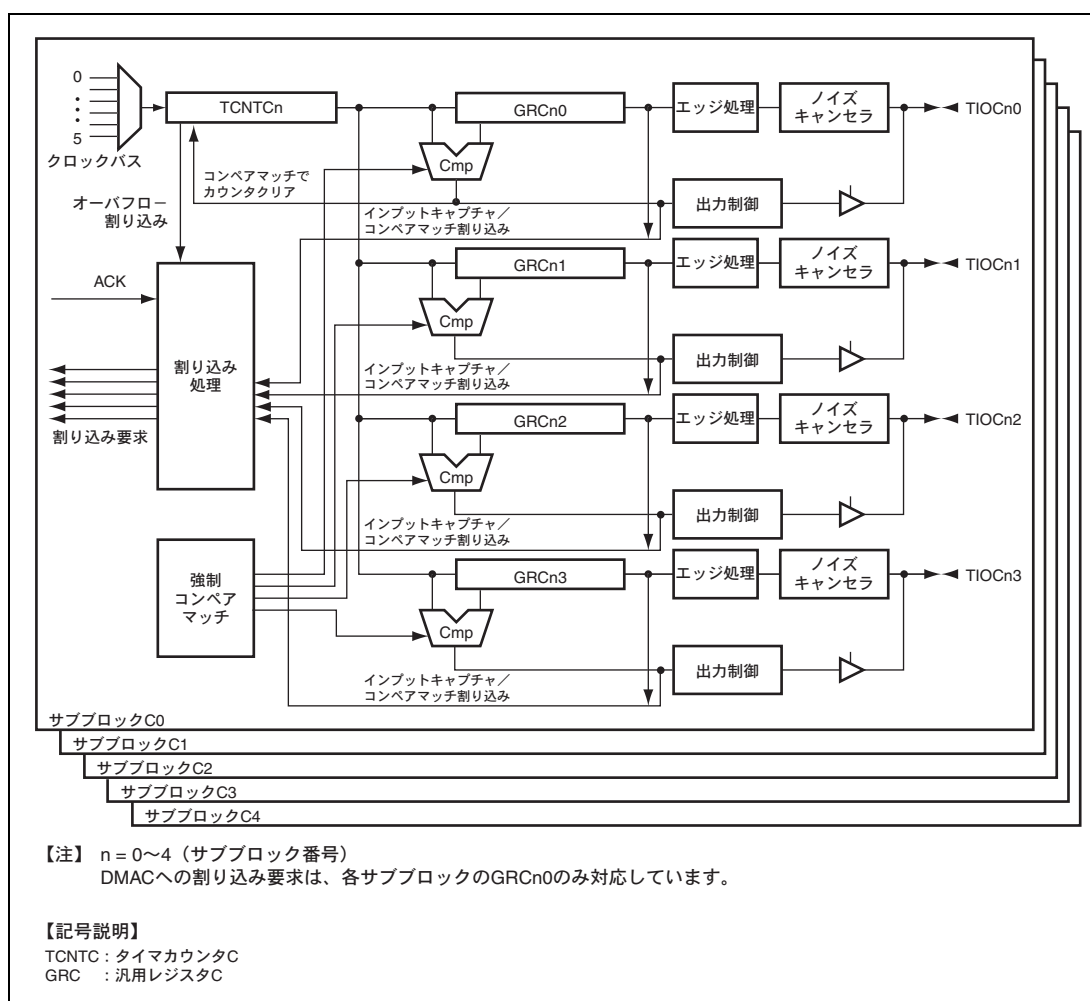 0
5
クロックバス
TCNTCn
GRCn0
エッジ処理
ノイズ
キャンセラ
TIOCn0
Cmp
コンペアマッチで
カウンタクリア
オーバフロー
割り込み
インプットキャプチャ／
コンペアマッチ割り込み
出力制御
GRCn1
エッジ処理
ノイズ
キャンセラ
TIOCn1
ACK
Cmp
割り込み
処理
出力制御
インプットキャプチャ／
コンペアマッチ割り込み
GRCn2
エッジ処理
ノイズ
キャンセラ
TIOCn2
割り込み要求
Cmp
出力制御
インプットキャプチャ／
コンペアマッチ割り込み
強制
コンペア
マッチ
GRCn3
エッジ処理
ノイズ
キャンセラ
TIOCn3
Cmp
出力制御
インプットキャプチャ／
コンペアマッチ割り込み
サブブロックC0
サブブロックC1
サブブロックC2
サブブロックC3
サブブロックC4
【注】 n = 0～4（サブブロック番号）
DMACへの割り込み要求は、各サブブロックのGRCn0のみ対応しています。
【記号説明】
TCNTC：タイマカウンタC
GRC ：汎用レジスタC